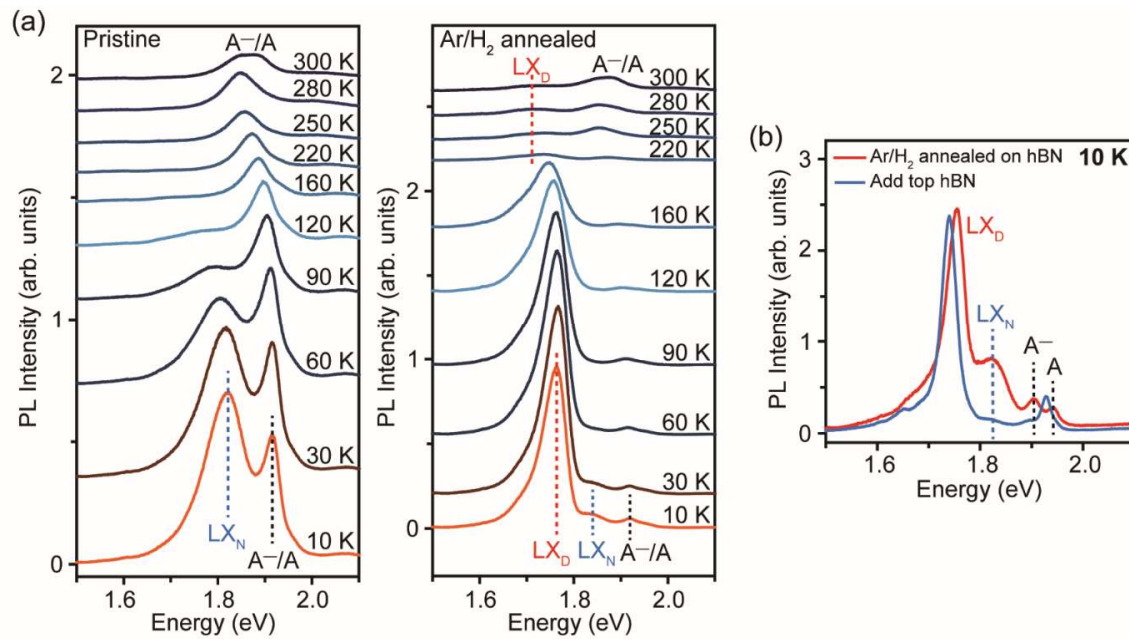 (a)
Pristine
A⁻/A
300 K
280 K
250 K
220 K
160 K
120 K
90 K
60 K
30 K
10 K
LX_N
A⁻/A
2
1
0
PL Intensity (arb. units)
1.6 1.8 2.0
Energy (eV)
Ar/H₂ annealed
LX_D
A⁻/A
300 K
280 K
250 K
220 K
160 K
120 K
90 K
60 K
30 K
10 K
LX_D
LX_N
A⁻/A
2
1
0
PL Intensity (arb. units)
1.6 1.8 2.0
Energy (eV)
(b)
Ar/H₂ annealed on hBN 10 K
Add top hBN
LX_D
LX_N
A⁻
A
3
2
1
0
PL Intensity (arb. units)
1.6 1.8 2.0
Energy (eV)